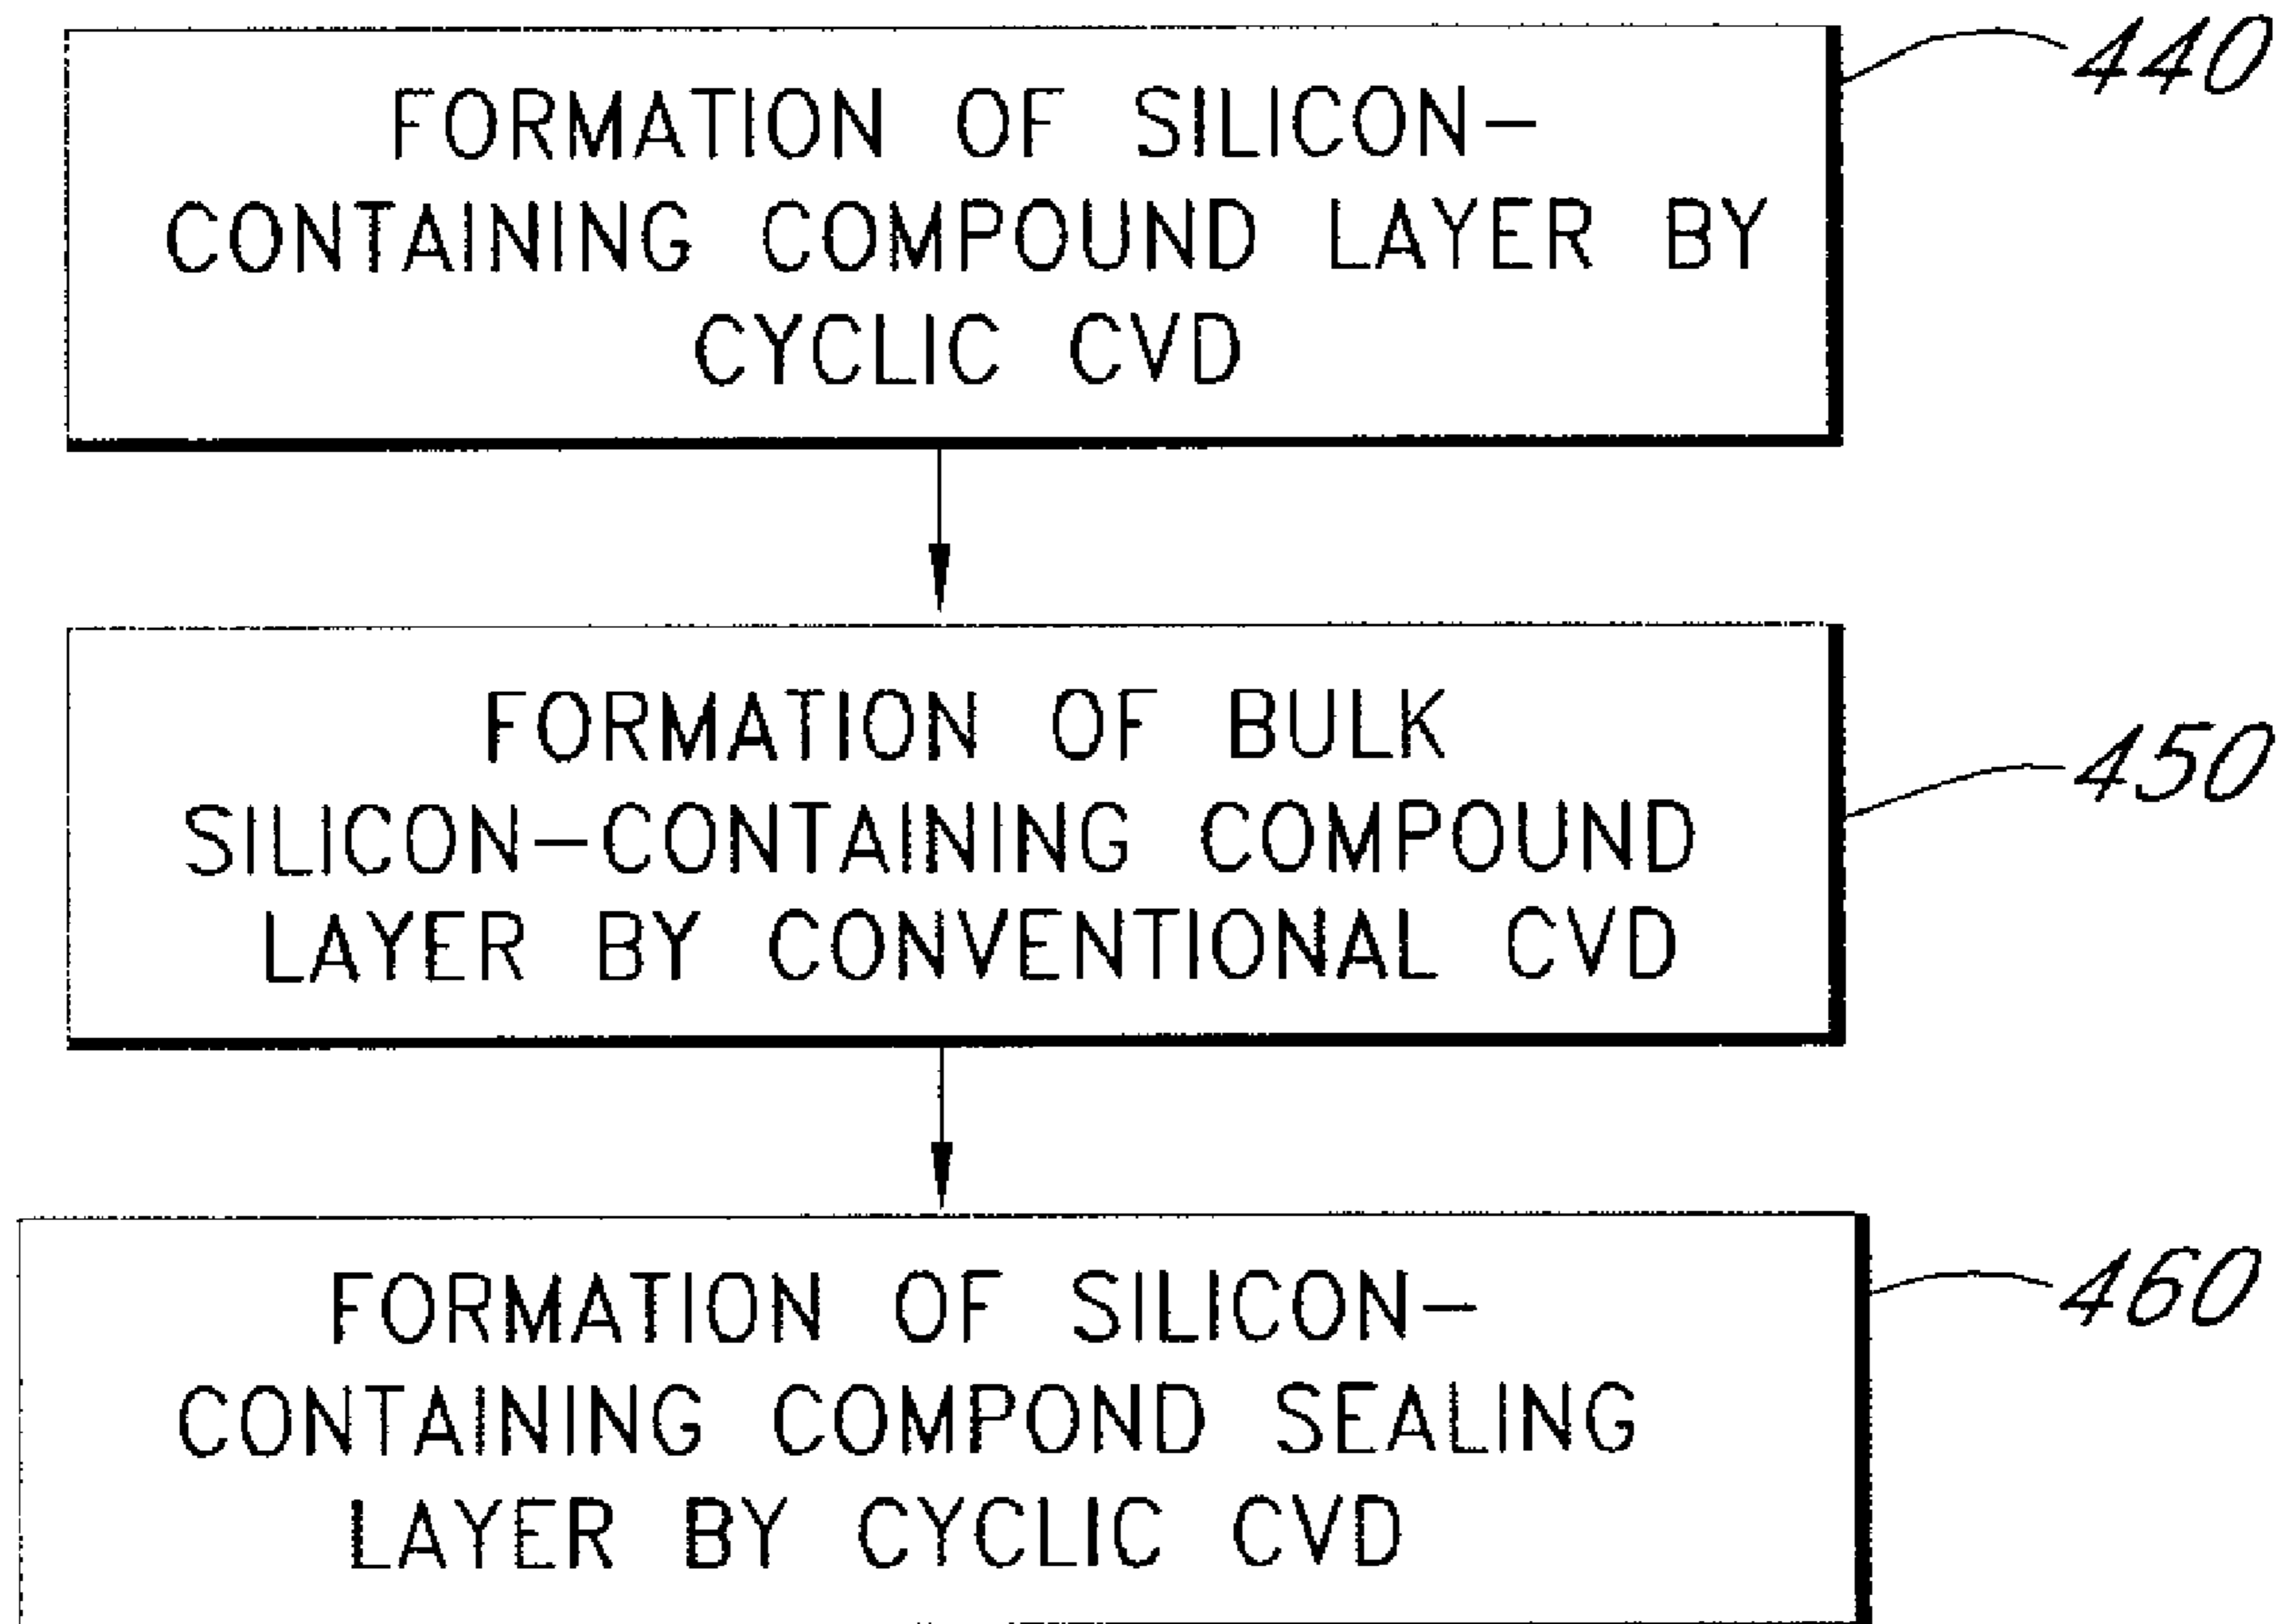 FORMATION OF SILICON-
CONTAINING COMPOUND LAYER BY
CYCLIC CVD
440
FORMATION OF BULK
SILICON-CONTAINING COMPOUND
LAYER BY CONVENTIONAL CVD
450
FORMATION OF SILICON-
CONTAINING COMPOND SEALING
LAYER BY CYCLIC CVD
460